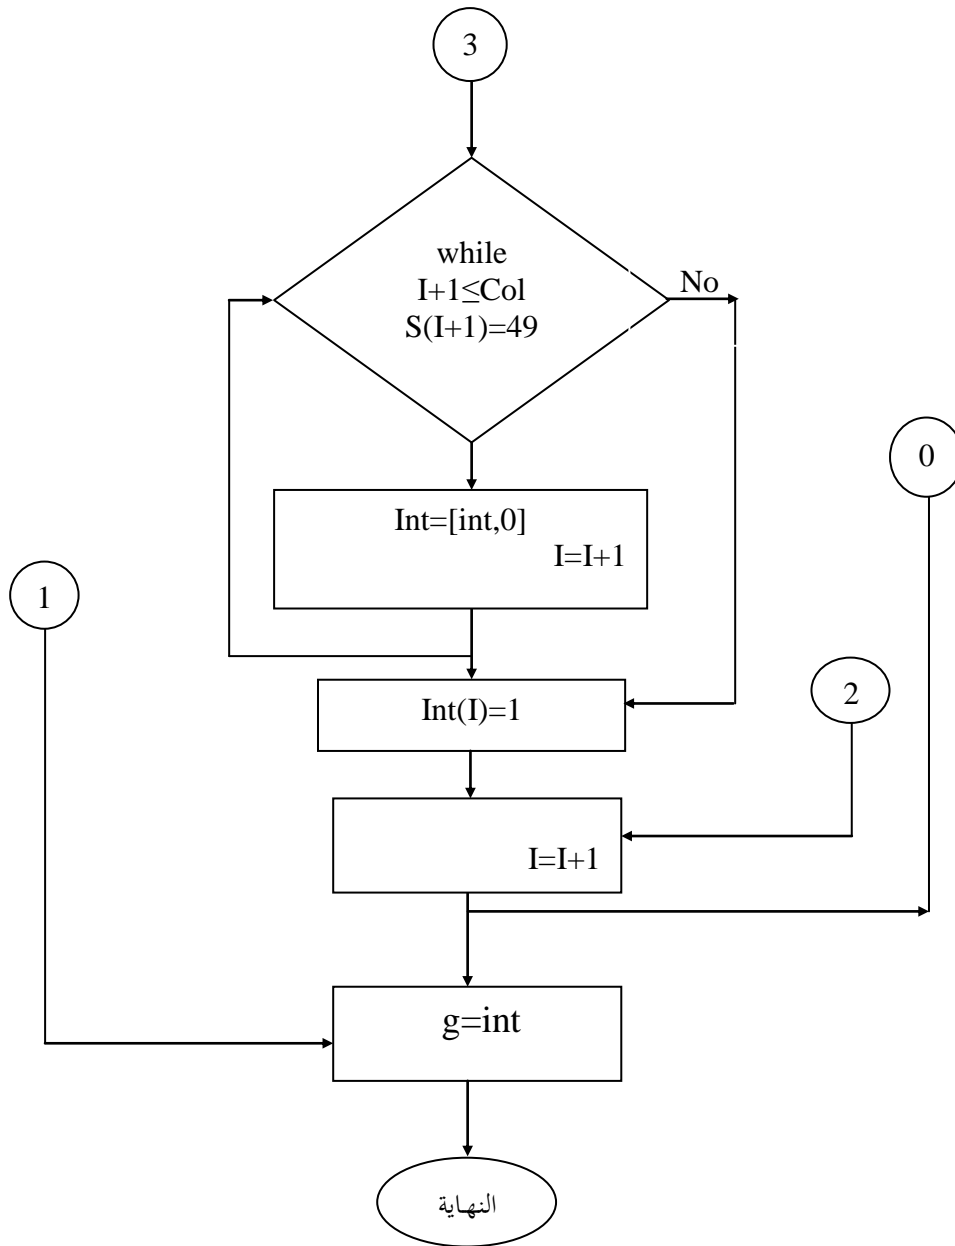 3
while
I+1≤Col
S(I+1)=49
No
0
Int=[int,0]
I=I+1
1
Int(I)=1
2
I=I+1
g=int
النهاية